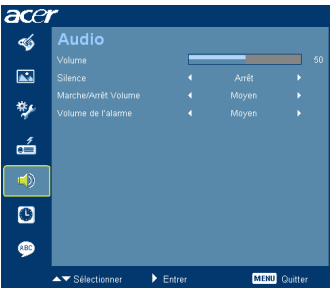 acer
Audio
Volume 50
Silence Arrêt
Marche/Arrêt Volume Moyen
Volume de l'alarme Moyen
ABC
Sélectionner Entrer MENU Quitter